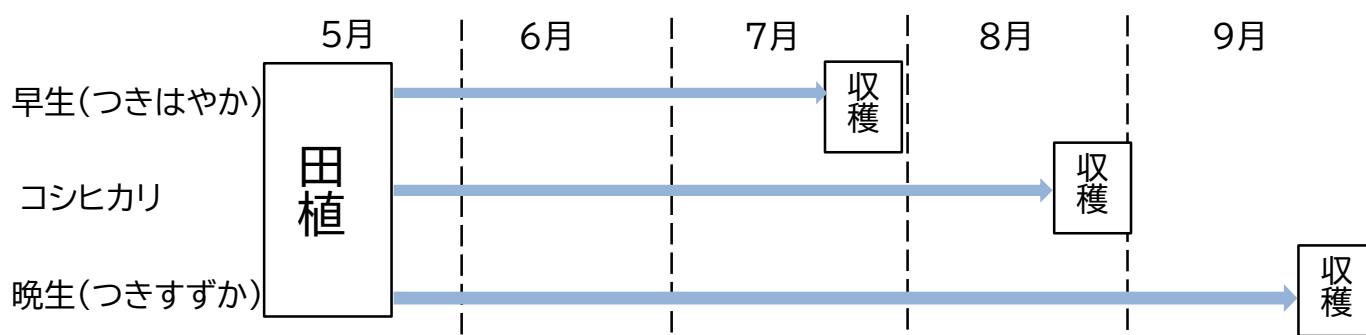 5月
6月
7月
8月
9月
早生(つきはやか)
田植
収穫
コシヒカリ
収穫
晩生(つきすずか)
収穫